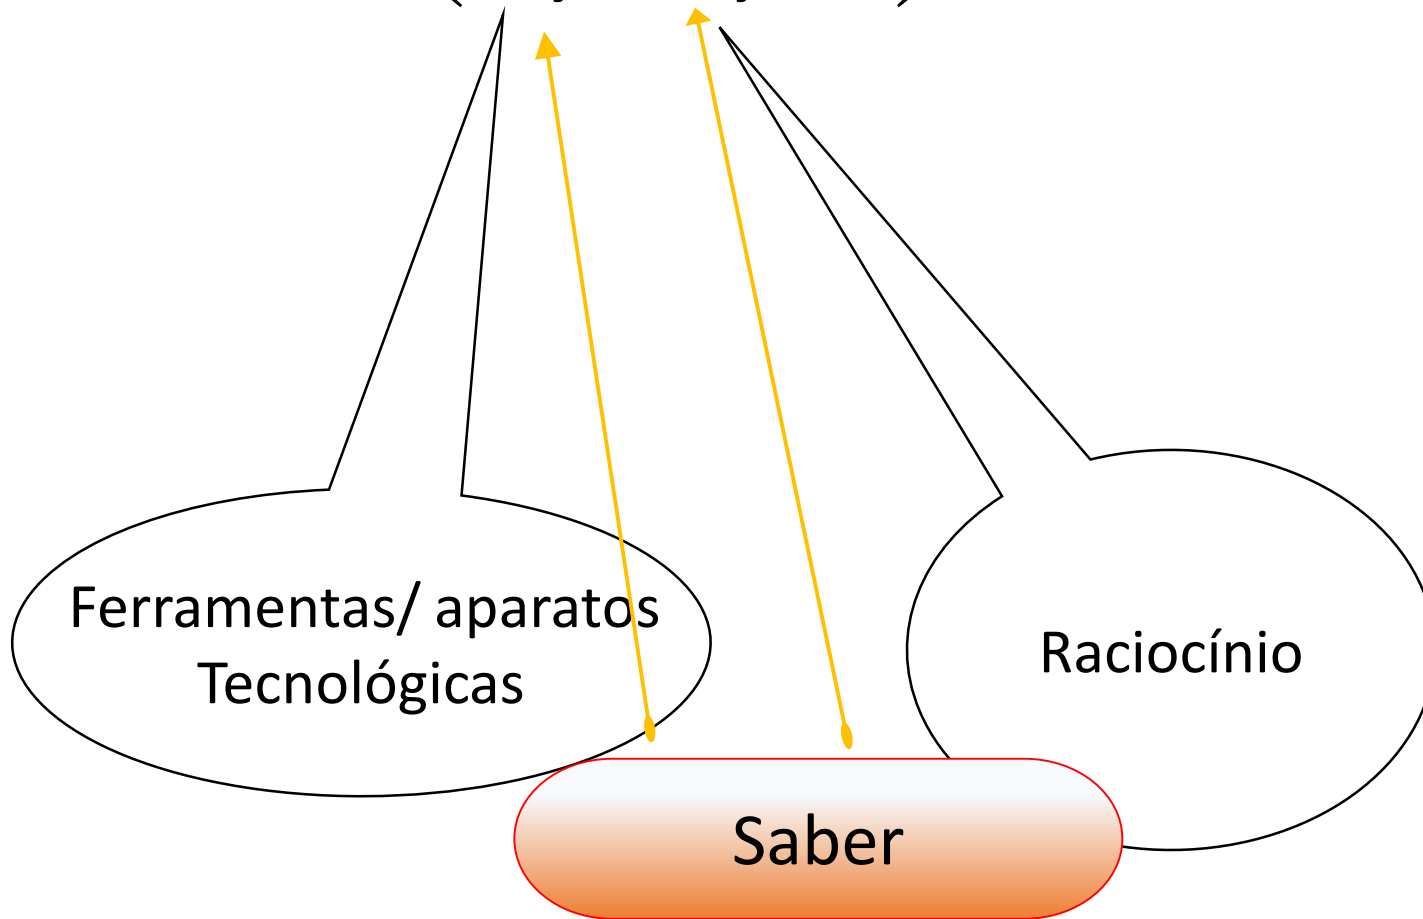 Ferramentas/ aparatos
Tecnológicas
Raciocínio
Saber